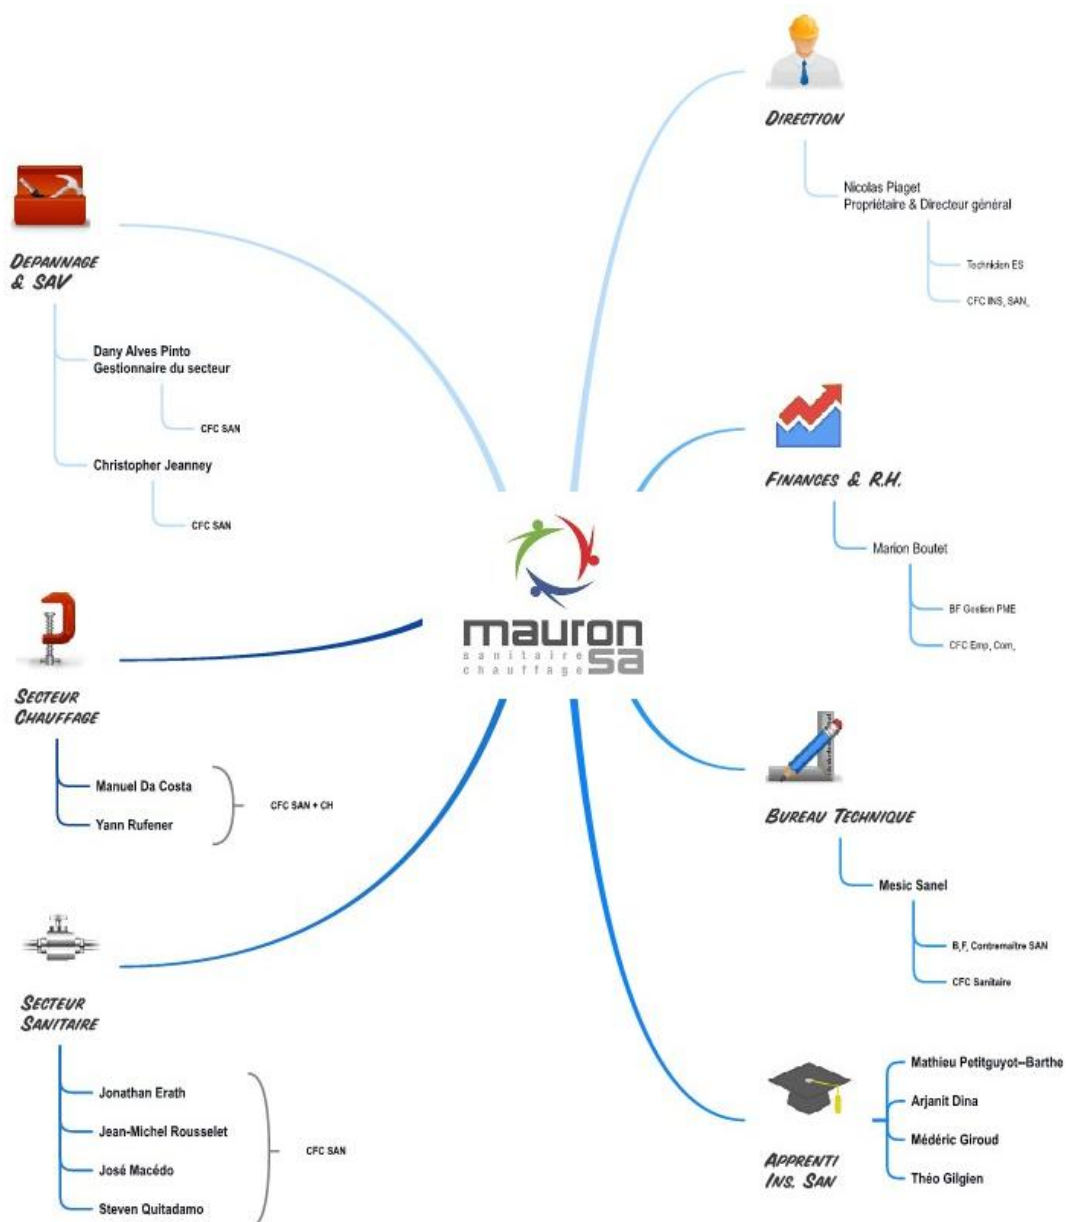 DIRECTION
Nicolas Piaget
Propriétaire & Directeur général
Technicien ES
CFC INS, SAN,
DEPANNAGE
& SAV
Dany Alves Pinto
Gestionnaire du secteur
CFC SAN
Christopher Jeanney
CFC SAN
FINANCES & R.H.
Marion Boutet
BF Gestion PME
CFC Emp, Com,
mauron
sanitaire
chauffage
sa
SECTEUR
CHAUFFAGE
Manuel Da Costa
Yann Rufener
CFC SAN + CH
BUREAU TECHNIQUE
Mesic Sanel
B,F, Contremaître SAN
CFC Sanitaire
SECTEUR
SANITAIRE
Jonathan Erath
Jean-Michel Rousselet
José Macédo
Steven Quitadamo
CFC SAN
APPRENTI
INS. SAN
Mathieu Petitguyot--Barthe
Arjanit Dina
Médéric Giroud
Théo Gilgien